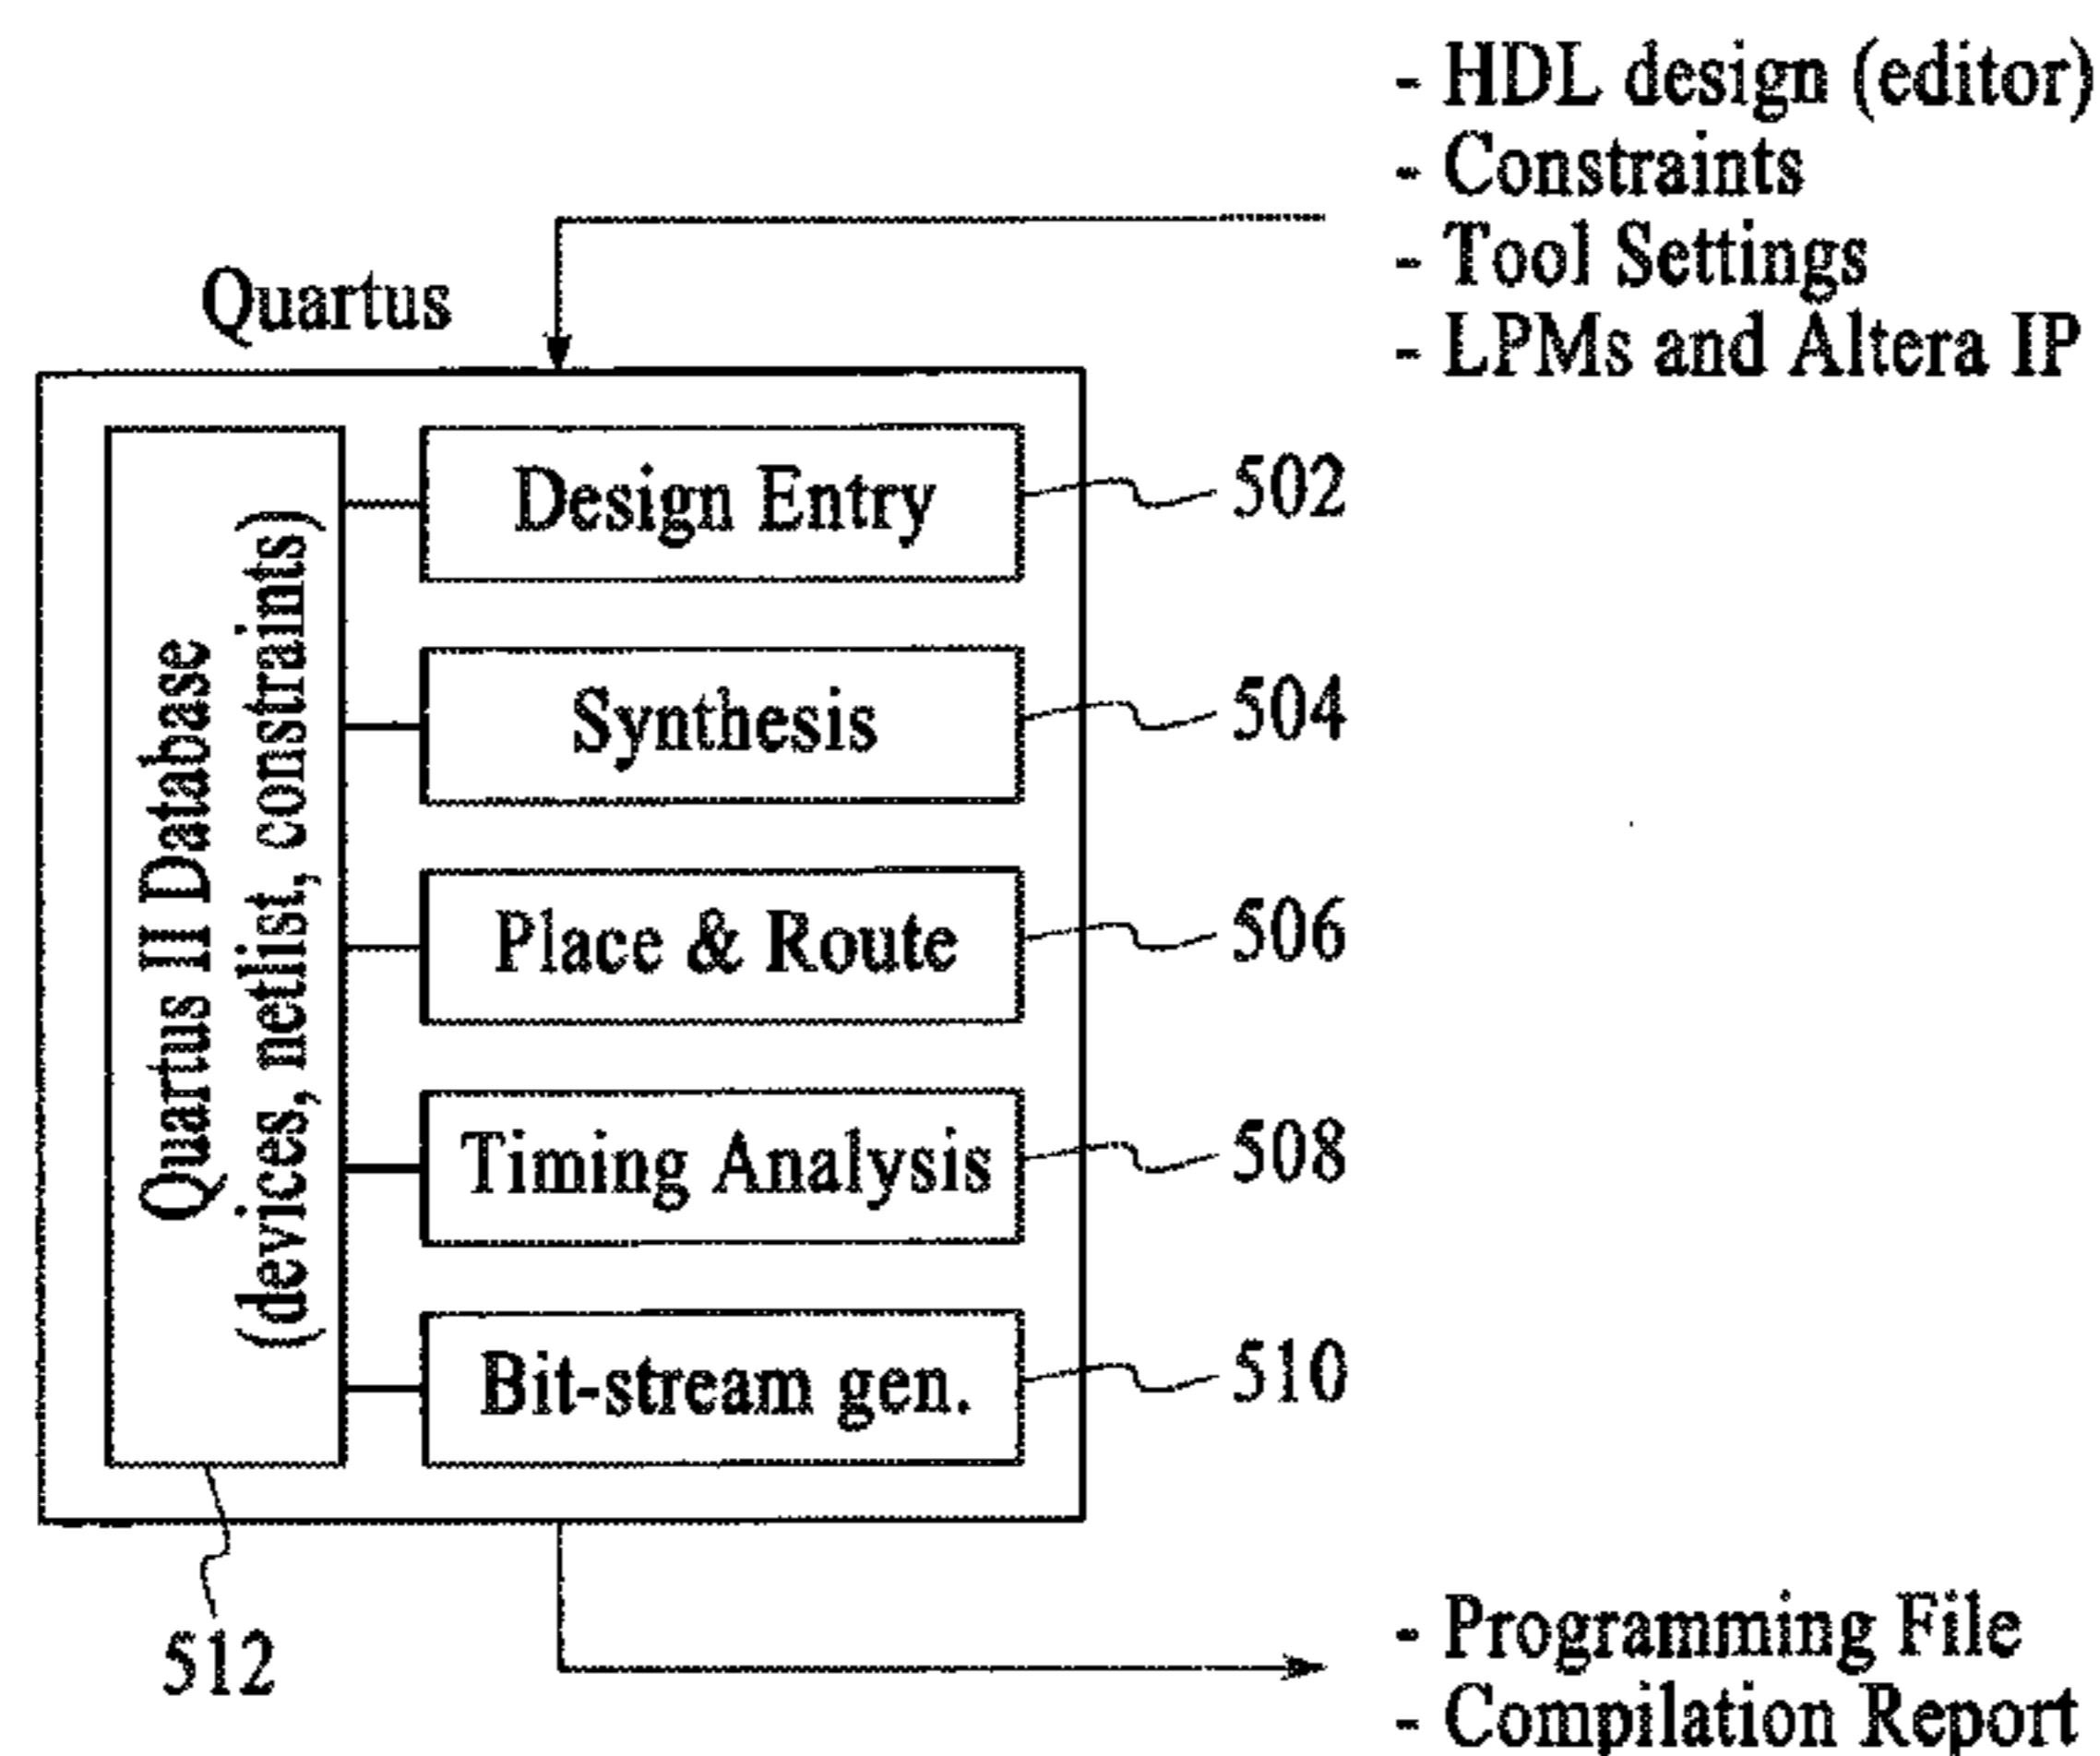 - HDL design (editor)
- Constraints
- Tool Settings
- LPMs and Altera IP
Quartus
Quartus II Database
(devices, netlist, constraints)
Design Entry
502
Synthesis
504
Place & Route
506
Timing Analysis
508
Bit-stream gen.
510
512
- Programming File
- Compilation Report